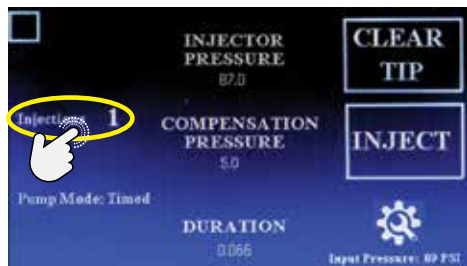 INJECTOR
PRESSURE
87.0
CLEAR
TIP
1
COMPENSATION
PRESSURE
5.0
INJECT
Pump Mode: Timed
DURATION
0.066
Input Pressure: 89 PSI